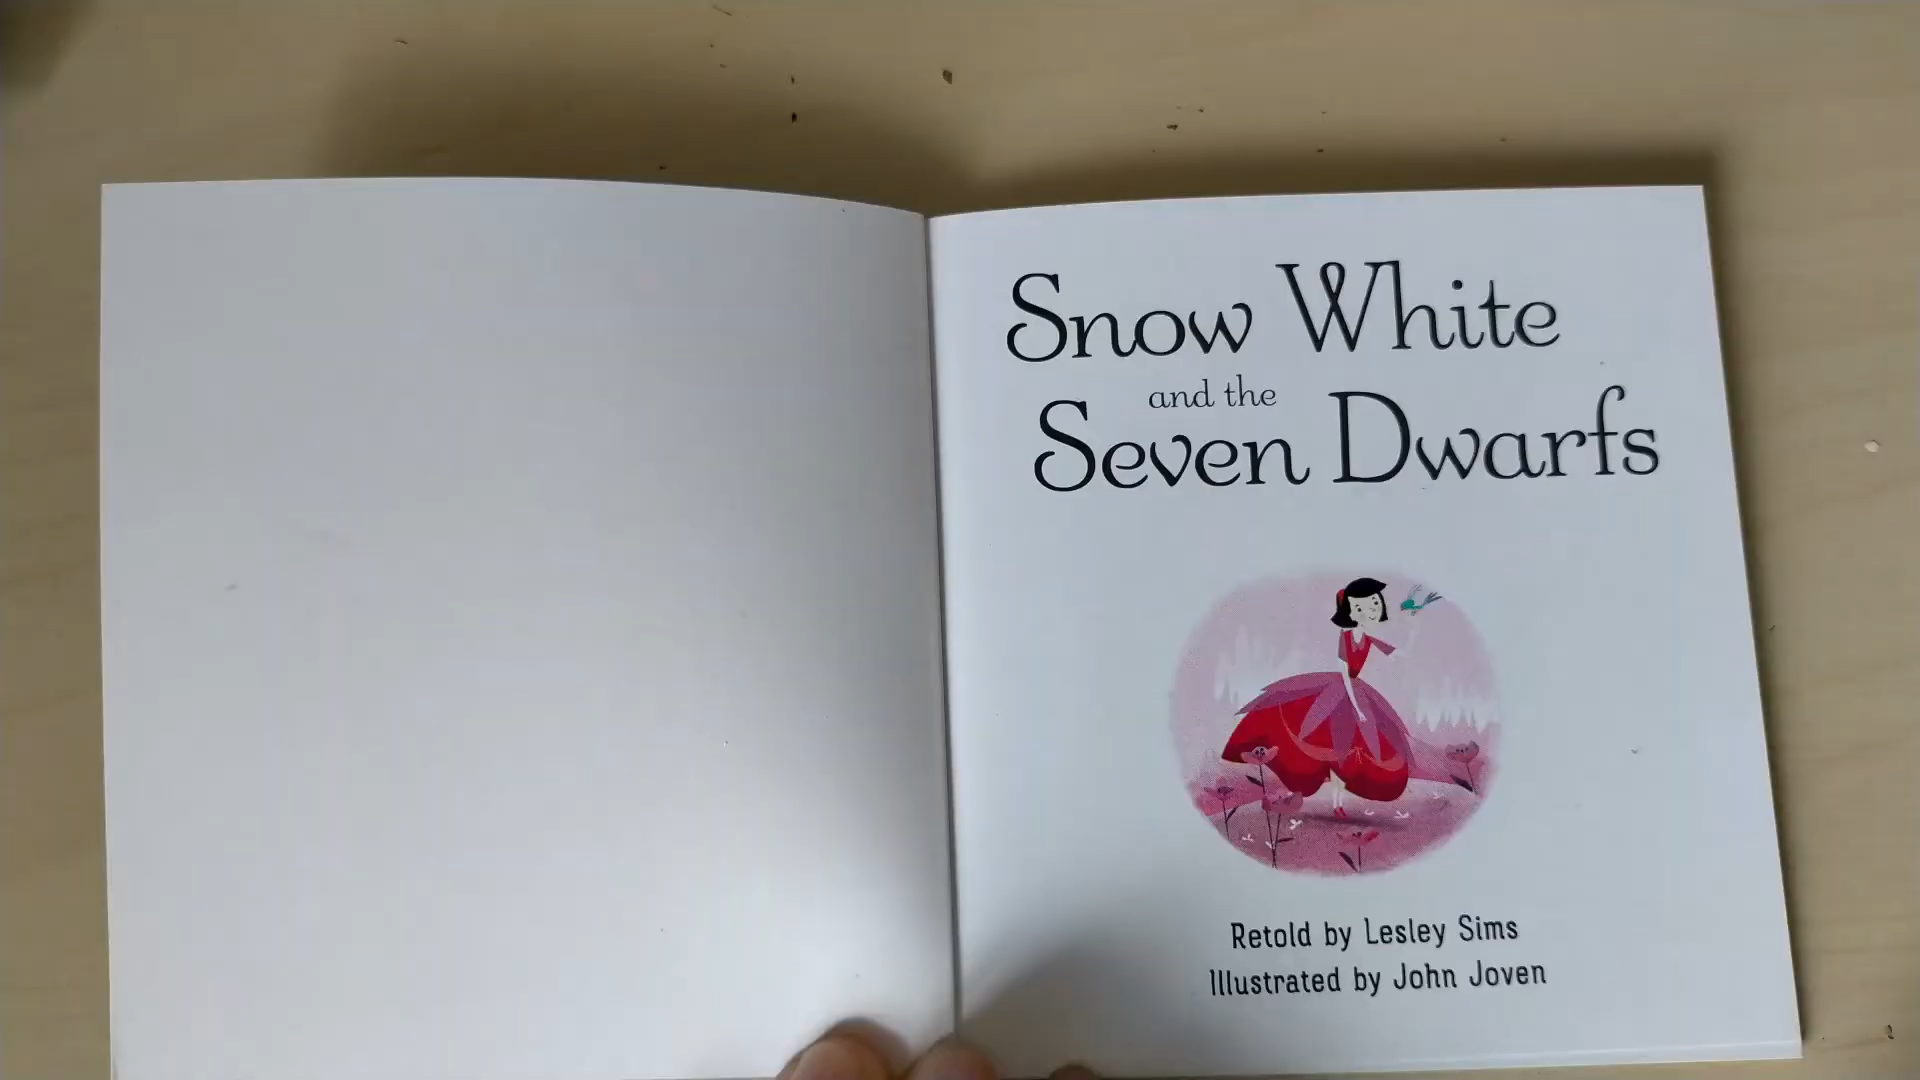 Snow White
and the
Seven Dwarfs
Retold by Lesley Sims
Illustrated by John Joven